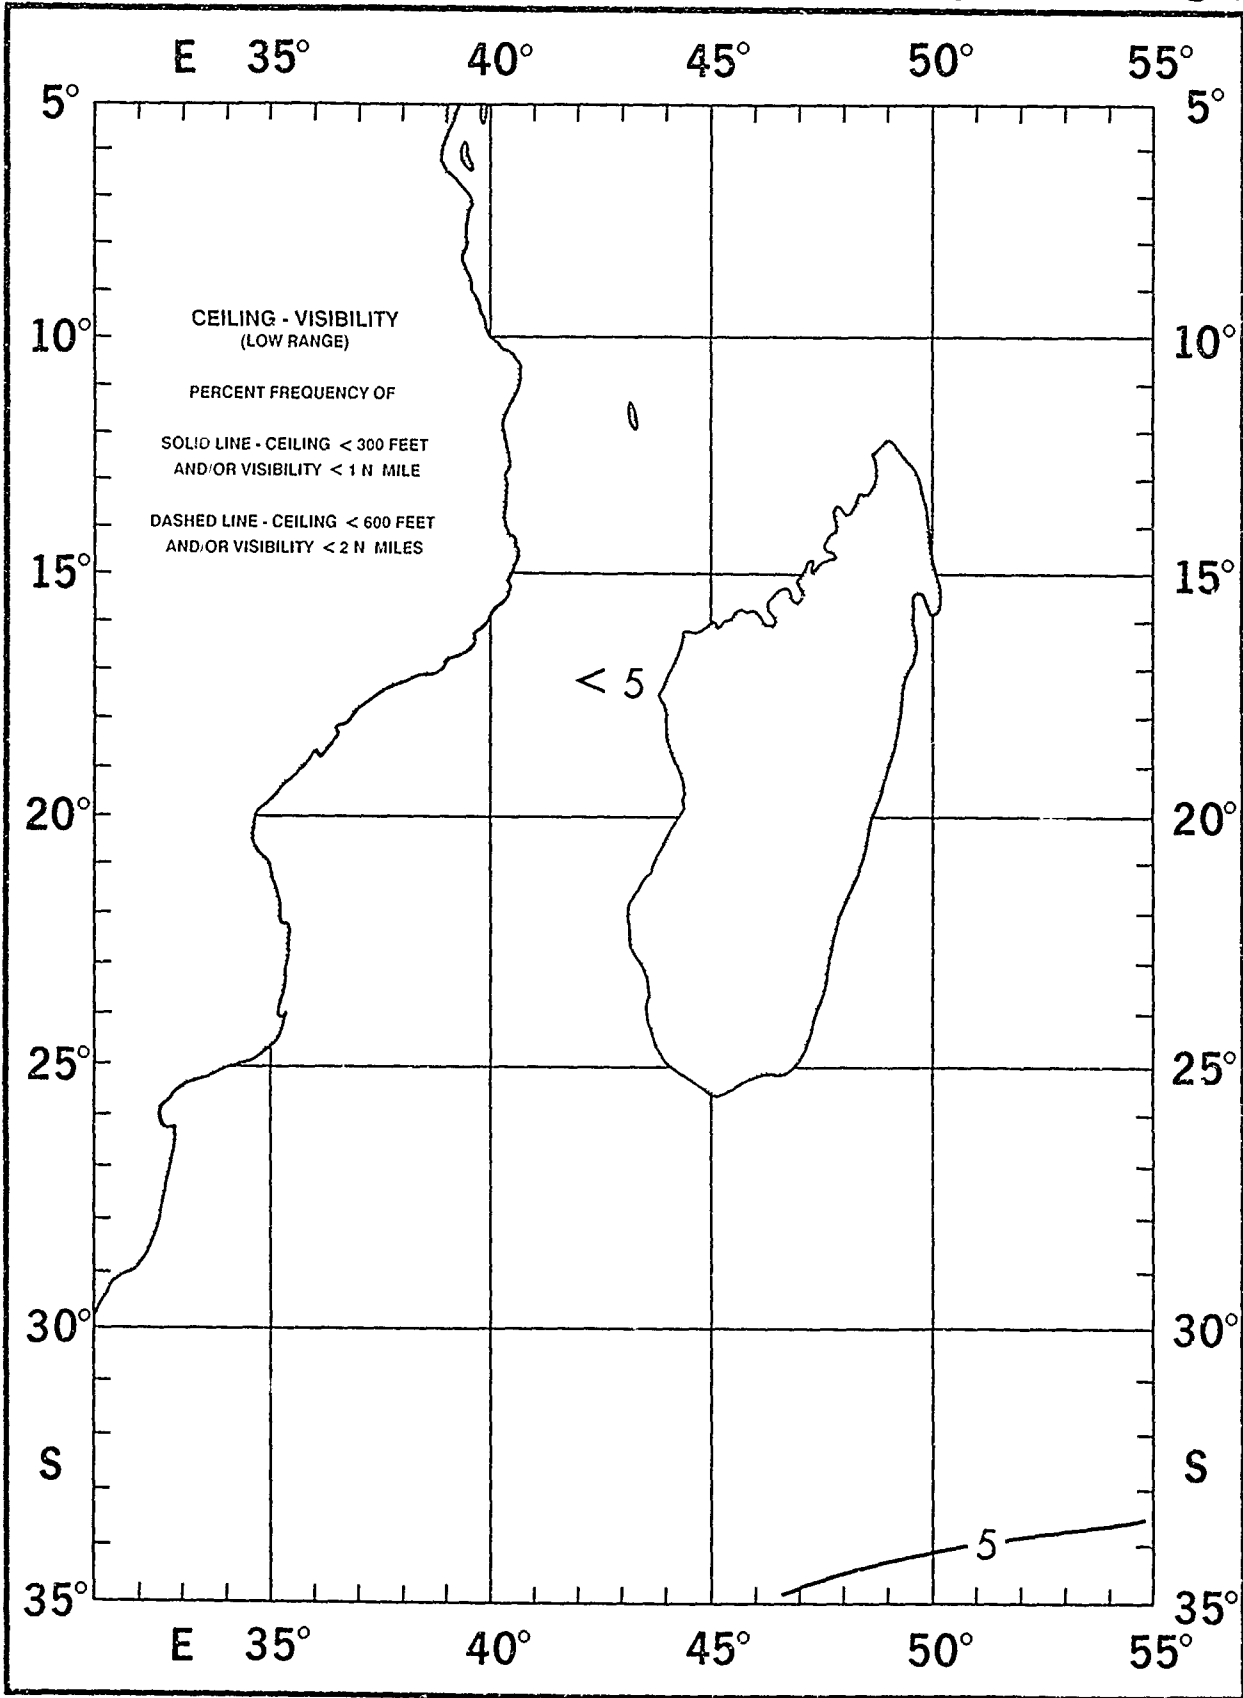 E 35° 40° 45° 50° 55°
5° 5°
CEILING - VISIBILITY
(LOW RANGE)
10° 10°
PERCENT FREQUENCY OF
SOLID LINE - CEILING < 300 FEET
AND/OR VISIBILITY < 1 N MILE
DASHED LINE - CEILING < 600 FEET
AND/OR VISIBILITY < 2 N MILES
15° 15°
< 5
20° 20°
25° 25°
30° 30°
S S
5
35° 35°
E 35° 40° 45° 50° 55°